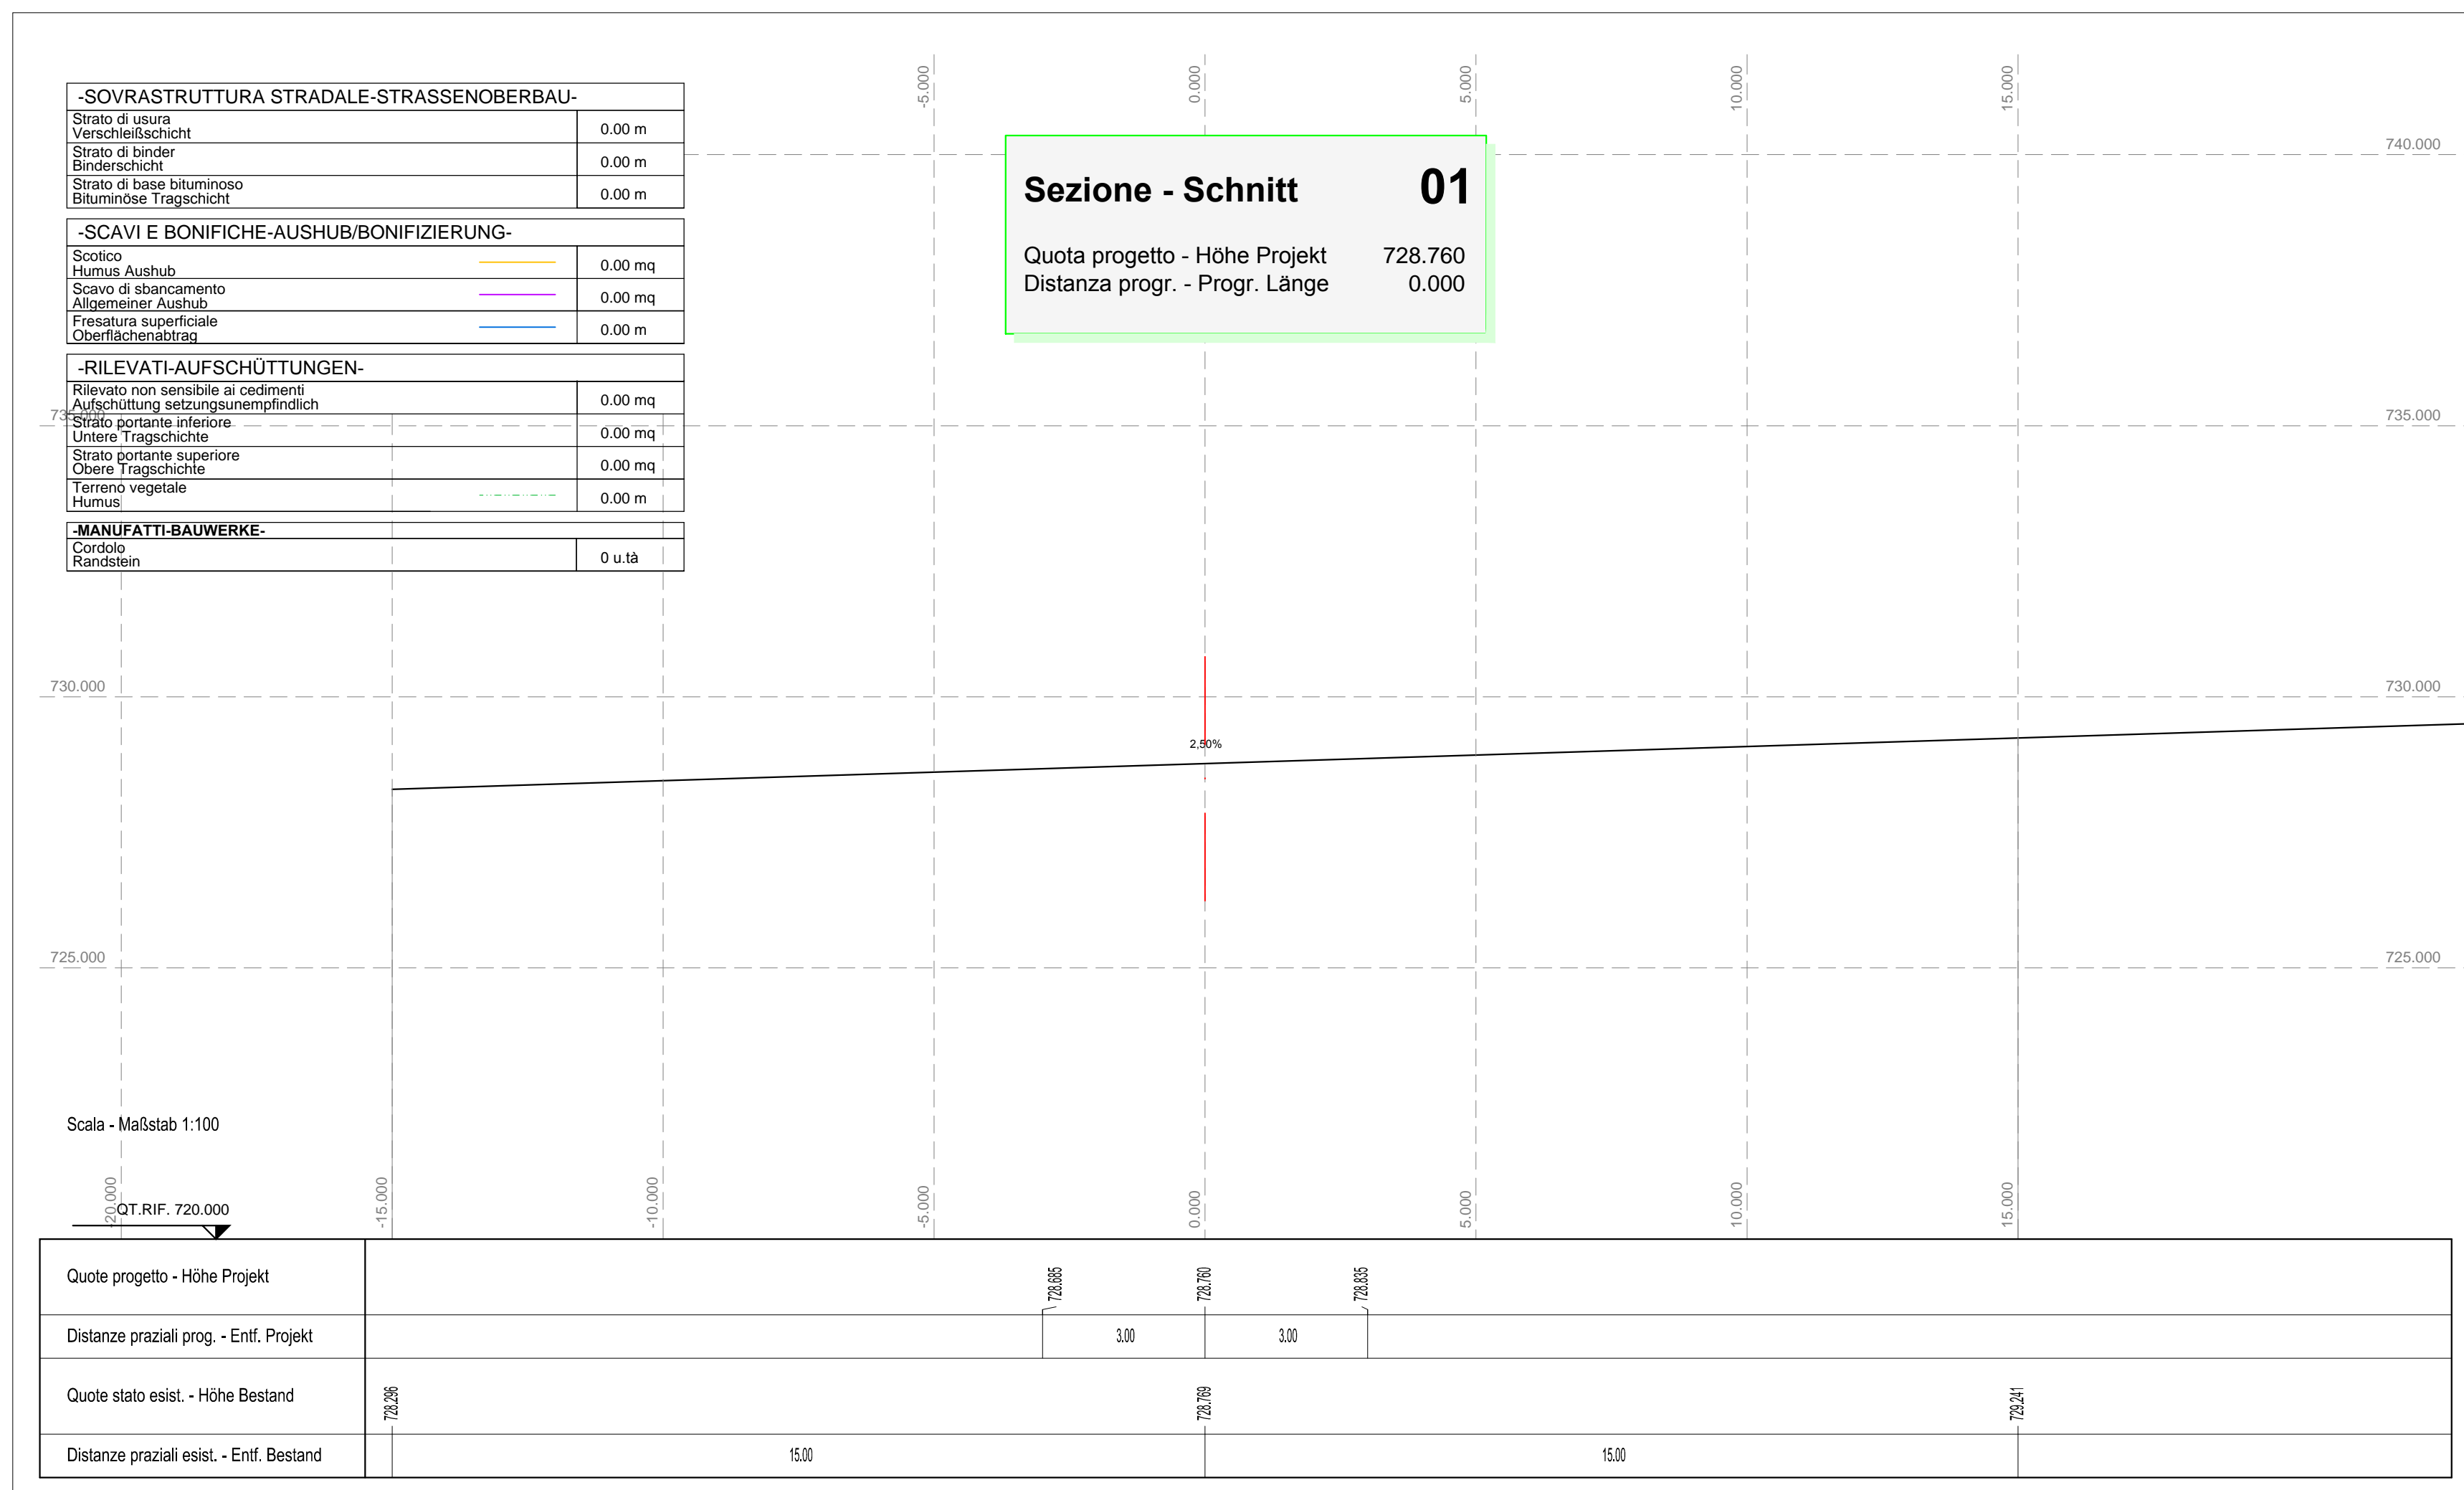 -5.000
0.000
5.000
10.000
15.000
-SOVRASTRUTTURA STRADALE-STRASSENOBERBAU-
Strato di usura
Verschleißschicht
0.00 m
Strato di binder
Binderschicht
0.00 m
Strato di base bituminoso
Bituminöse Tragschicht
0.00 m
-SCAVI E BONIFICHE-AUSHUB/BONIFIZIERUNG-
Scotico
Humus Aushub
0.00 mq
Scavo di sbancamento
Allgemeiner Aushub
0.00 mq
Fresatura superficiale
Oberflächenabtrag
0.00 m
-RILEVATI-AUFSCHÜTTUNGEN-
Rilevato non sensibile ai cedimenti
Aufschüttung setzungsunempfindlich
0.00 mq
Strato portante inferiore
Untere Tragschichte
0.00 mq
Strato portante superiore
Obere Tragschichte
0.00 mq
Terreno vegetale
Humus
0.00 m
-MANUFATTI-BAUWERKE-
Cordolo
Randstein
0 u.tà
Sezione - Schnitt 01
Quota progetto - Höhe Projekt 728.760
Distanza progr. - Progr. Länge 0.000
740.000
735.000
735.000
730.000
730.000
2,50%
725.000
725.000
Scala - Maßstab 1:100
QT.RIF. 720.000
-20.000
-15.000
-10.000
-5.000
0.000
5.000
10.000
15.000
Quote progetto - Höhe Projekt
728.685
728.760
728.835
Distanze praziali prog. - Entf. Projekt
3.00
3.00
Quote stato esist. - Höhe Bestand
728.296
728.769
729.241
Distanze praziali esist. - Entf. Bestand
15.00
15.00